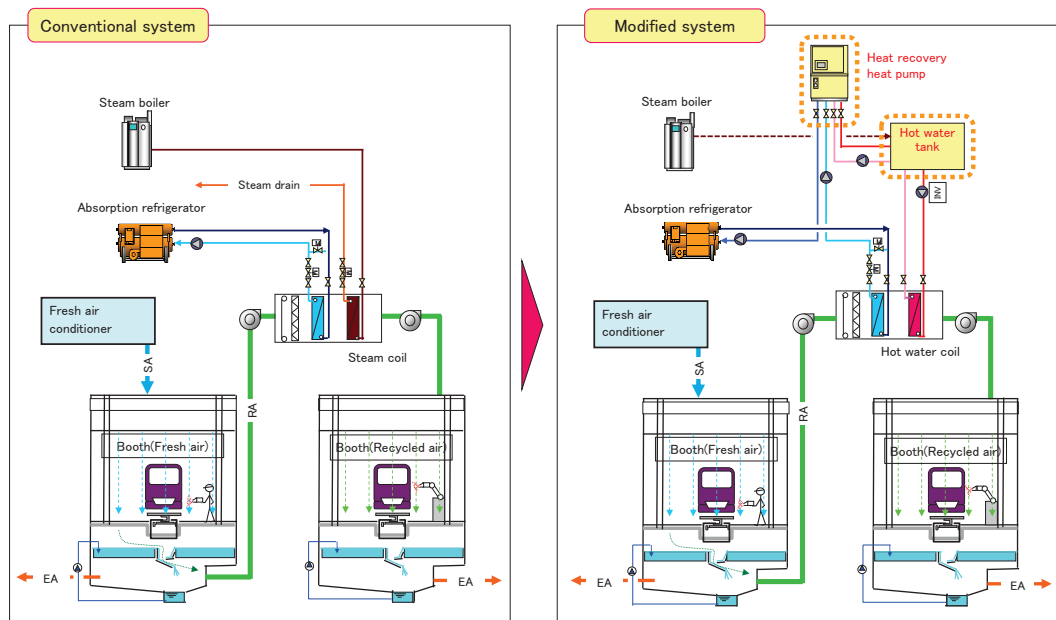 Conventional system
Steam boiler
Steam drain
Absorption refrigerator
Fresh air
conditioner
Steam coil
SA
RA
Booth(Fresh air)
Booth(Recycled air)
EA
EA
Modified system
Heat recovery
heat pump
Steam boiler
Hot water
tank
INV
Absorption refrigerator
Fresh air
conditioner
Hot water coil
SA
RA
Booth(Fresh air)
Booth(Recycled air)
EA
EA